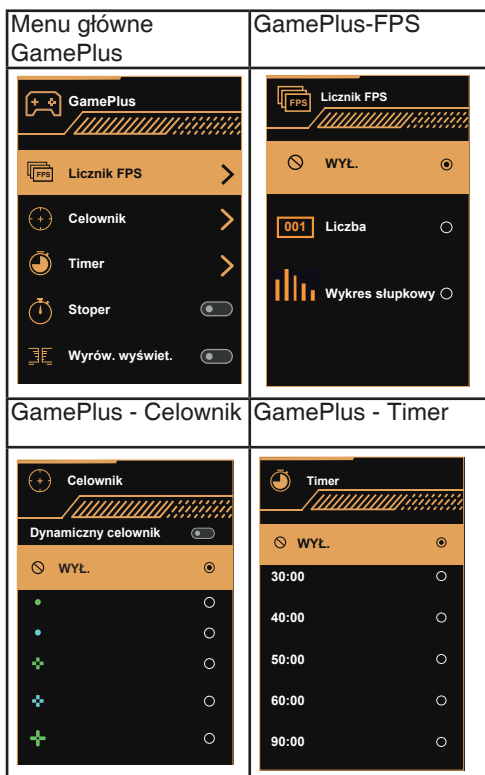 Menu główne
GamePlus
GamePlus-FPS
GamePlus
FPS
Licznik FPS
Celownik
Timer
Stoper
Wyrów. wyświet.
FPS
Licznik FPS
WYŁ.
001
Liczba
Wykres słupkowy
GamePlus - Celownik
GamePlus - Timer
Celownik
Dynamiczny celownik
WYŁ.
Timer
WYŁ.
30:00
40:00
50:00
60:00
90:00